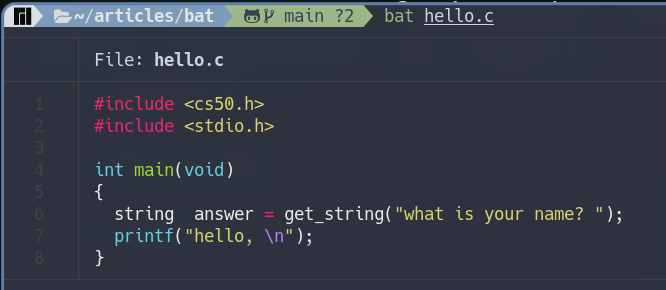 ~/articles/bat main ?2 bat hello.c
File: hello.c
1 #include <cs50.h>
2 #include <stdio.h>
3
4 int main(void)
5 {
6   string  answer = get_string("what is your name? ");
7   printf("hello, \n");
8 }